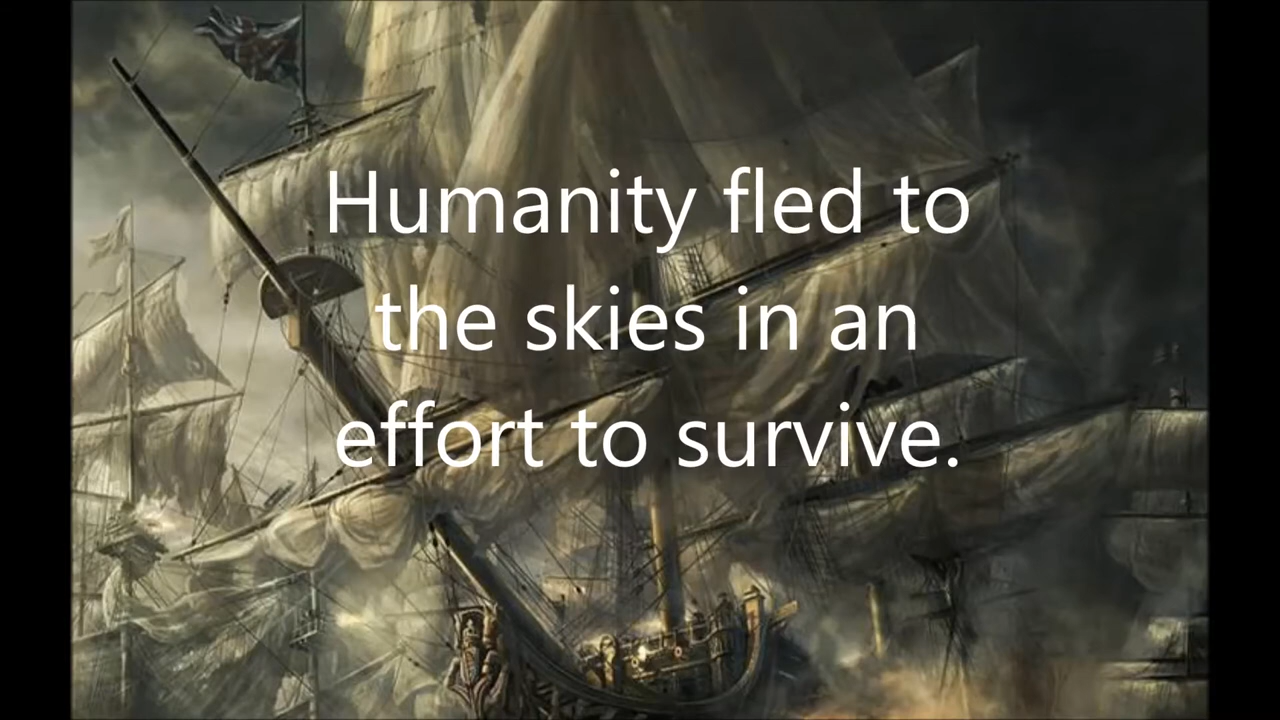 Humanity fled to
the skies in an
effort to survive.